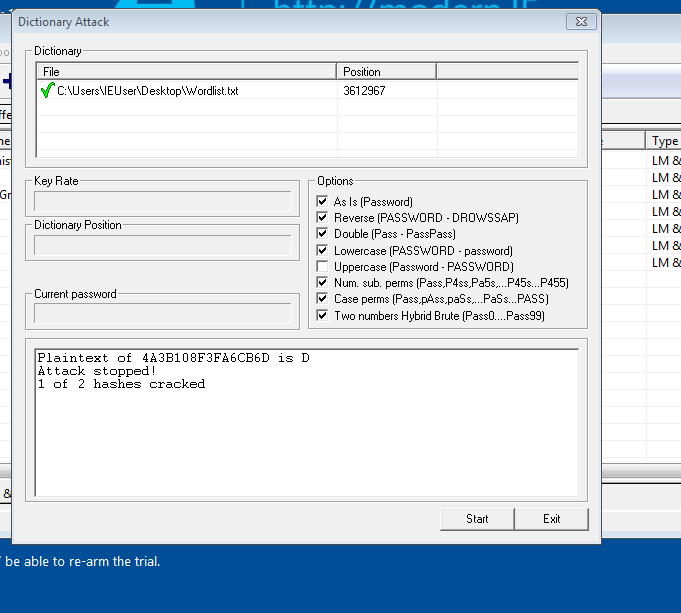 http://modern.IE
Dictionary Attack
Dictionary
File Position
C:\Users\IEUser\Desktop\Wordlist.txt 3612967
Key Rate
Dictionary Position
Current password
Options
As Is (Password)
Reverse (PASSWORD - DROWSSAP)
Double (Pass - PassPass)
Lowercase (PASSWORD - password)
Uppercase (Password - PASSWORD)
Num. sub. perms (Pass,P4ss,Pa5s,...P45s...P455)
Case perms (Pass,pAss,paSs,...PaSs...PASS)
Two numbers Hybrid Brute (Pass0....Pass99)
Plaintext of 4A3B108F3FA6CB6D is D
Attack stopped!
1 of 2 hashes cracked
Start Exit
Type
LM &
LM &
LM &
LM &
LM &
LM &
LM &
&
be able to re-arm the trial.